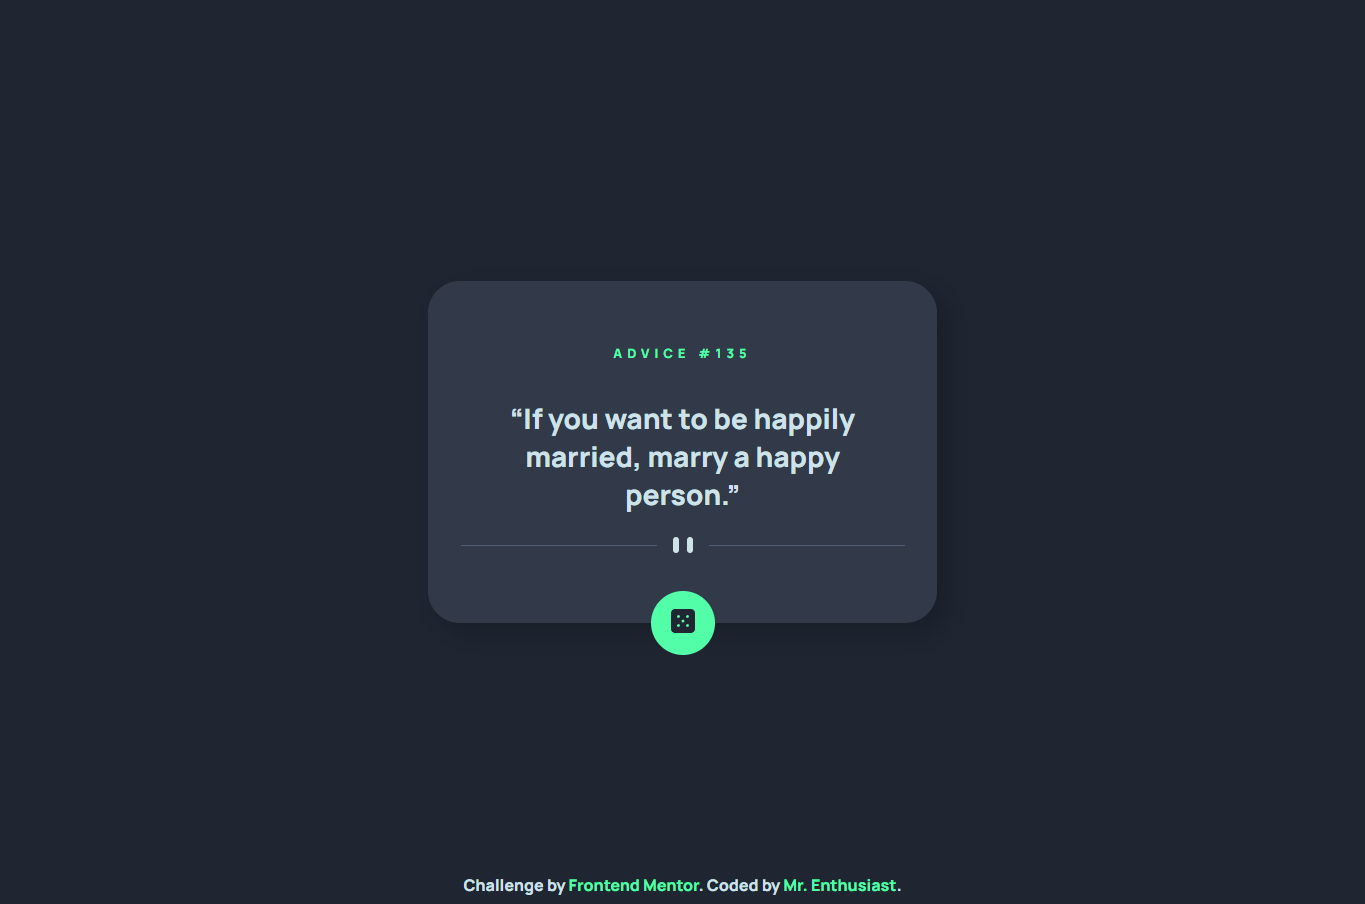 ADVICE #135
“If you want to be happily
married, marry a happy
person.”
Challenge by Frontend Mentor. Coded by Mr. Enthusiast.